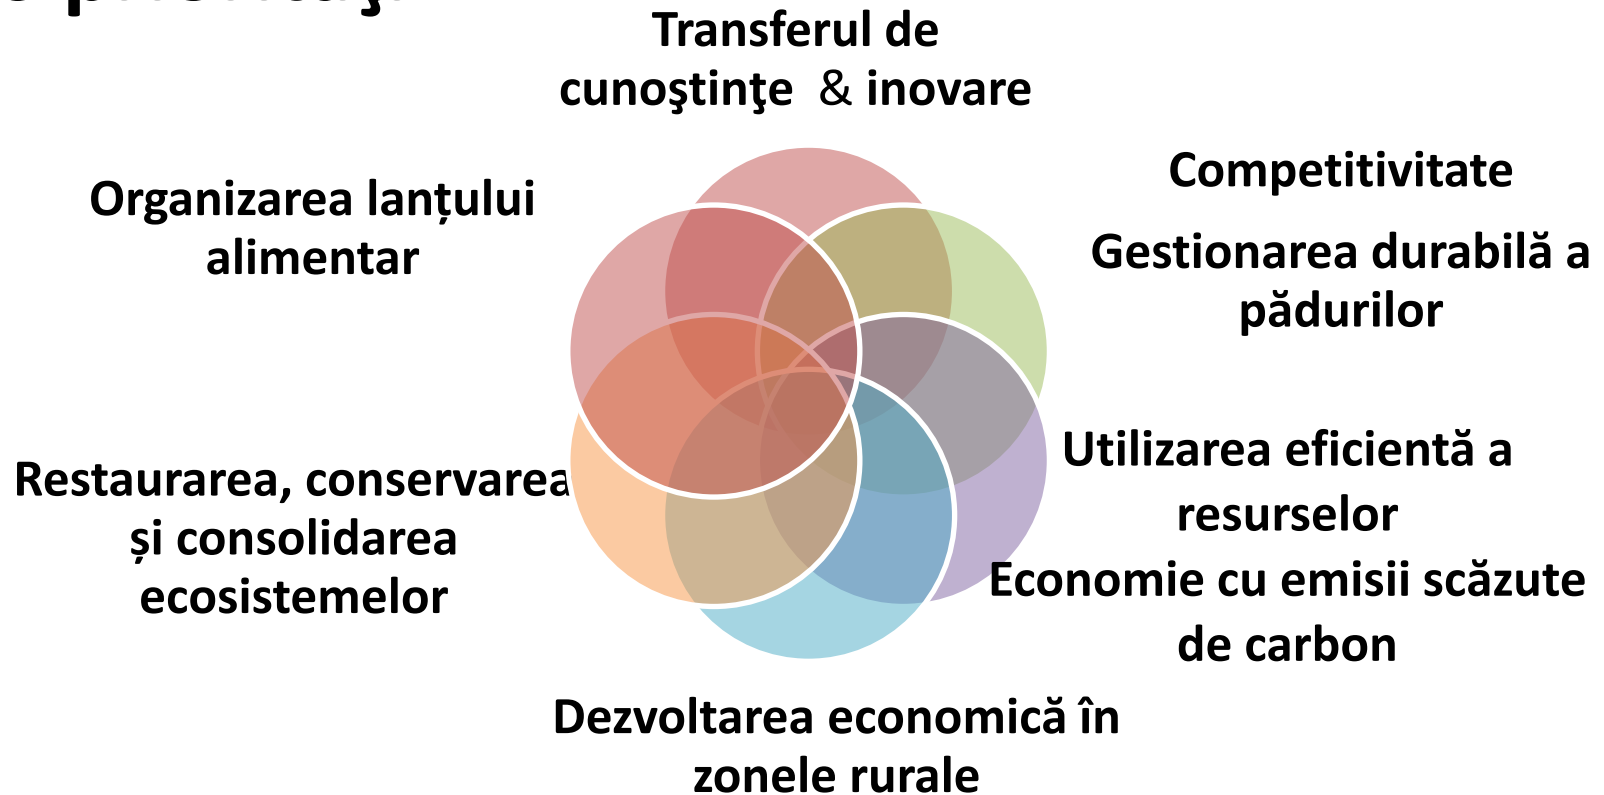 Transferul de
cunoştinţe & inovare
Competitivitate
Gestionarea durabilă a
pădurilor
Utilizarea eficientă a
resurselor
Economie cu emisii scăzute
de carbon
Dezvoltarea economică în
zonele rurale
Restaurarea, conservarea
și consolidarea
ecosistemelor
Organizarea lanțului
alimentar